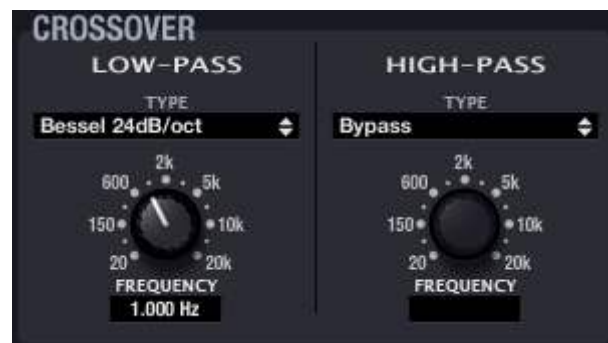 CROSSOVER
LOW-PASS
TYPE
Bessel 24dB/oct
2k
600 5k
150 10k
20 20k
FREQUENCY
1.000 Hz
HIGH-PASS
TYPE
Bypass
2k
600 5k
150 10k
20 20k
FREQUENCY